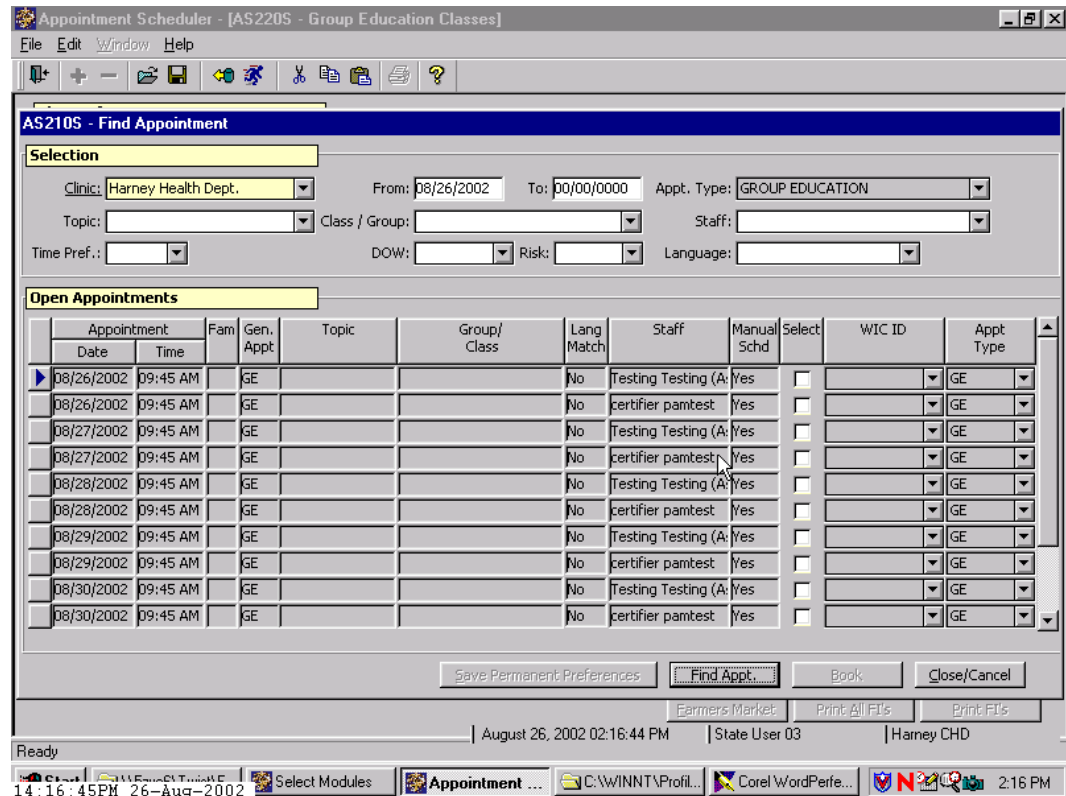 Appointment Scheduler - [AS220S - Group Education Classes]
File Edit Window Help
AS210S - Find Appointment
Selection
Clinic: Harney Health Dept. From: 08/26/2002 To: 00/00/0000 Appt. Type: GROUP EDUCATION
Topic: Class / Group: Staff:
Time Pref.: DOW: Risk: Language:
Open Appointments
Appointment Fam Gen. Topic Group/ Lang Staff Manual Select WIC ID Appt
Date Time Appt Class Match Schd Type
08/26/2002 09:45 AM GE No Testing Testing (A: Yes GE
08/26/2002 09:45 AM GE No certifier pamtest Yes GE
08/27/2002 09:45 AM GE No Testing Testing (A: Yes GE
08/27/2002 09:45 AM GE No certifier pamtest Yes GE
08/28/2002 09:45 AM GE No Testing Testing (A: Yes GE
08/28/2002 09:45 AM GE No certifier pamtest Yes GE
08/29/2002 09:45 AM GE No Testing Testing (A: Yes GE
08/29/2002 09:45 AM GE No certifier pamtest Yes GE
08/30/2002 09:45 AM GE No Testing Testing (A: Yes GE
08/30/2002 09:45 AM GE No certifier pamtest Yes GE
Save Permanent Preferences Find Appt. Book Close/Cancel
Farmers Market Print All FI's Print FI's
August 26, 2002 02:16:44 PM State User 03 Harney CHD
Ready
Start Select Modules Appointment ... C:\WINNT\Profil... Corel WordPerfe... 2:16 PM
14:16:45PM 26-Aug-2002